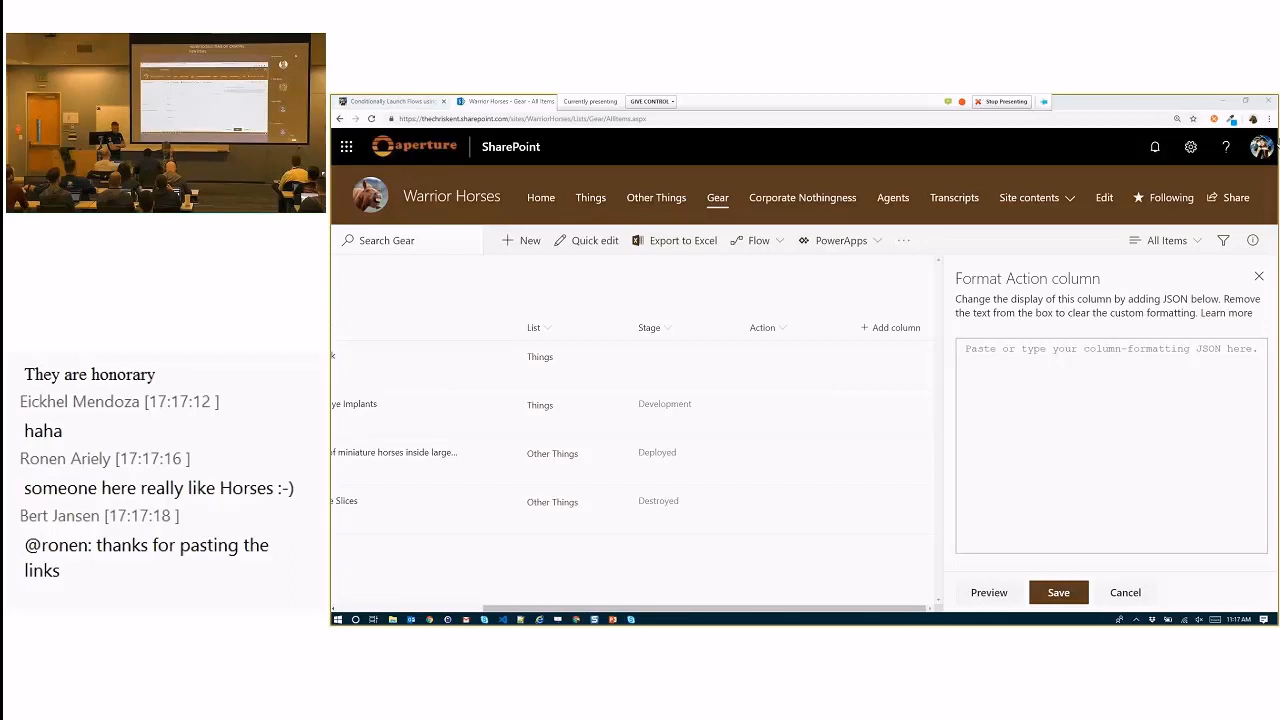 They are honorary
Eickhel Mendoza [17:17:12 ]
haha
Ronen Ariely [17:17:16 ]
someone here really like Horses :-)
Bert Jansen [17:17:18 ]
@ronen: thanks for pasting the
links
Conditionally Launch Flows using
Warrior Horses - Gear - All Items
Currently presenting
GIVE CONTROL
Stop Presenting
https://thechriskent.sharepoint.com/sites/WarriorHorses/Lists/Gear/AllItems.aspx
aperture
SharePoint
Warrior Horses
Home
Things
Other Things
Gear
Corporate Nothingness
Agents
Transcripts
Site contents
Edit
Following
Share
Search Gear
New
Quick edit
Export to Excel
Flow
PowerApps
All Items
List
Stage
Action
Add column
k
Things
ye Implants
Things
Development
of miniature horses inside large...
Other Things
Deployed
e Slices
Other Things
Destroyed
Format Action column
Change the display of this column by adding JSON below. Remove
the text from the box to clear the custom formatting. Learn more
Paste or type your column-formatting JSON here.
Preview
Save
Cancel
11:17 AM